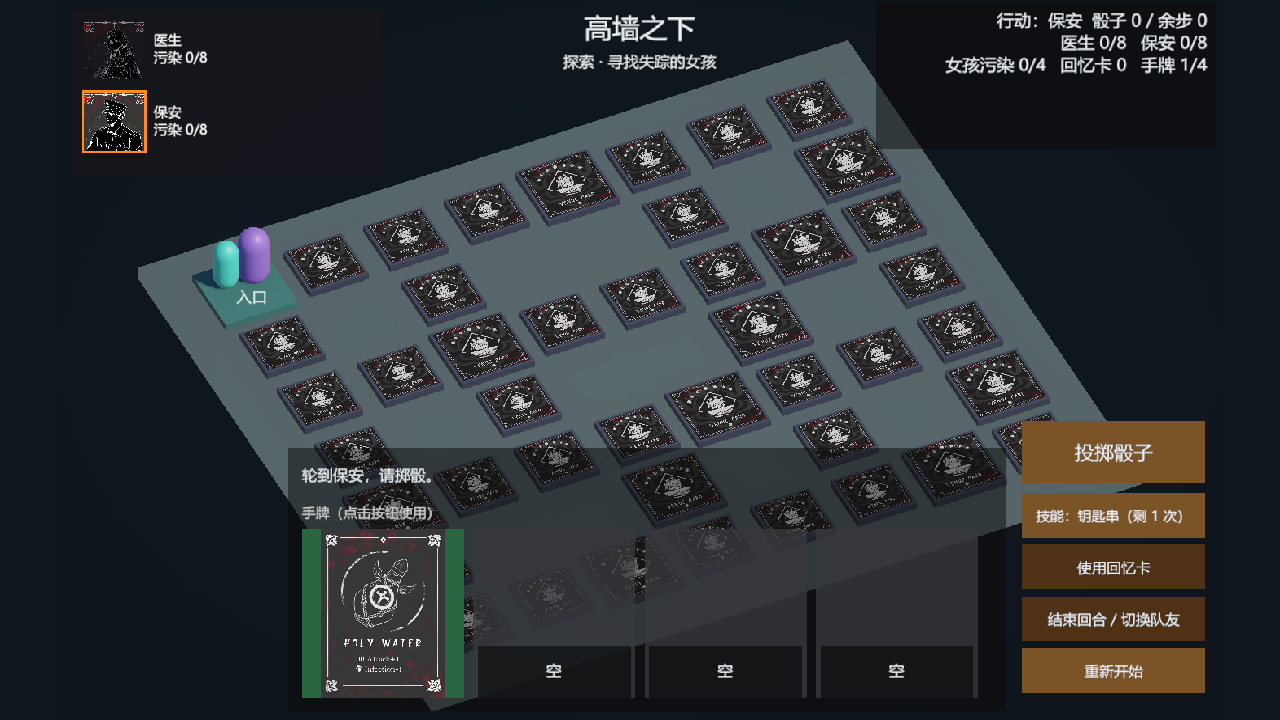 高墙之下
探索 · 寻找失踪的女孩
医生
污染 0/8
保安
污染 0/8
行动: 保安 骰子 0 / 余步 0
医生 0/8 保安 0/8
女孩污染 0/4 回忆卡 0 手牌 1/4
入口
轮到保安，请掷骰。
手牌（点击按钮使用）
HOLY WATER
空
空
空
投掷骰子
技能: 钥匙串（剩 1 次）
使用回忆卡
结束回合 / 切换队友
重新开始